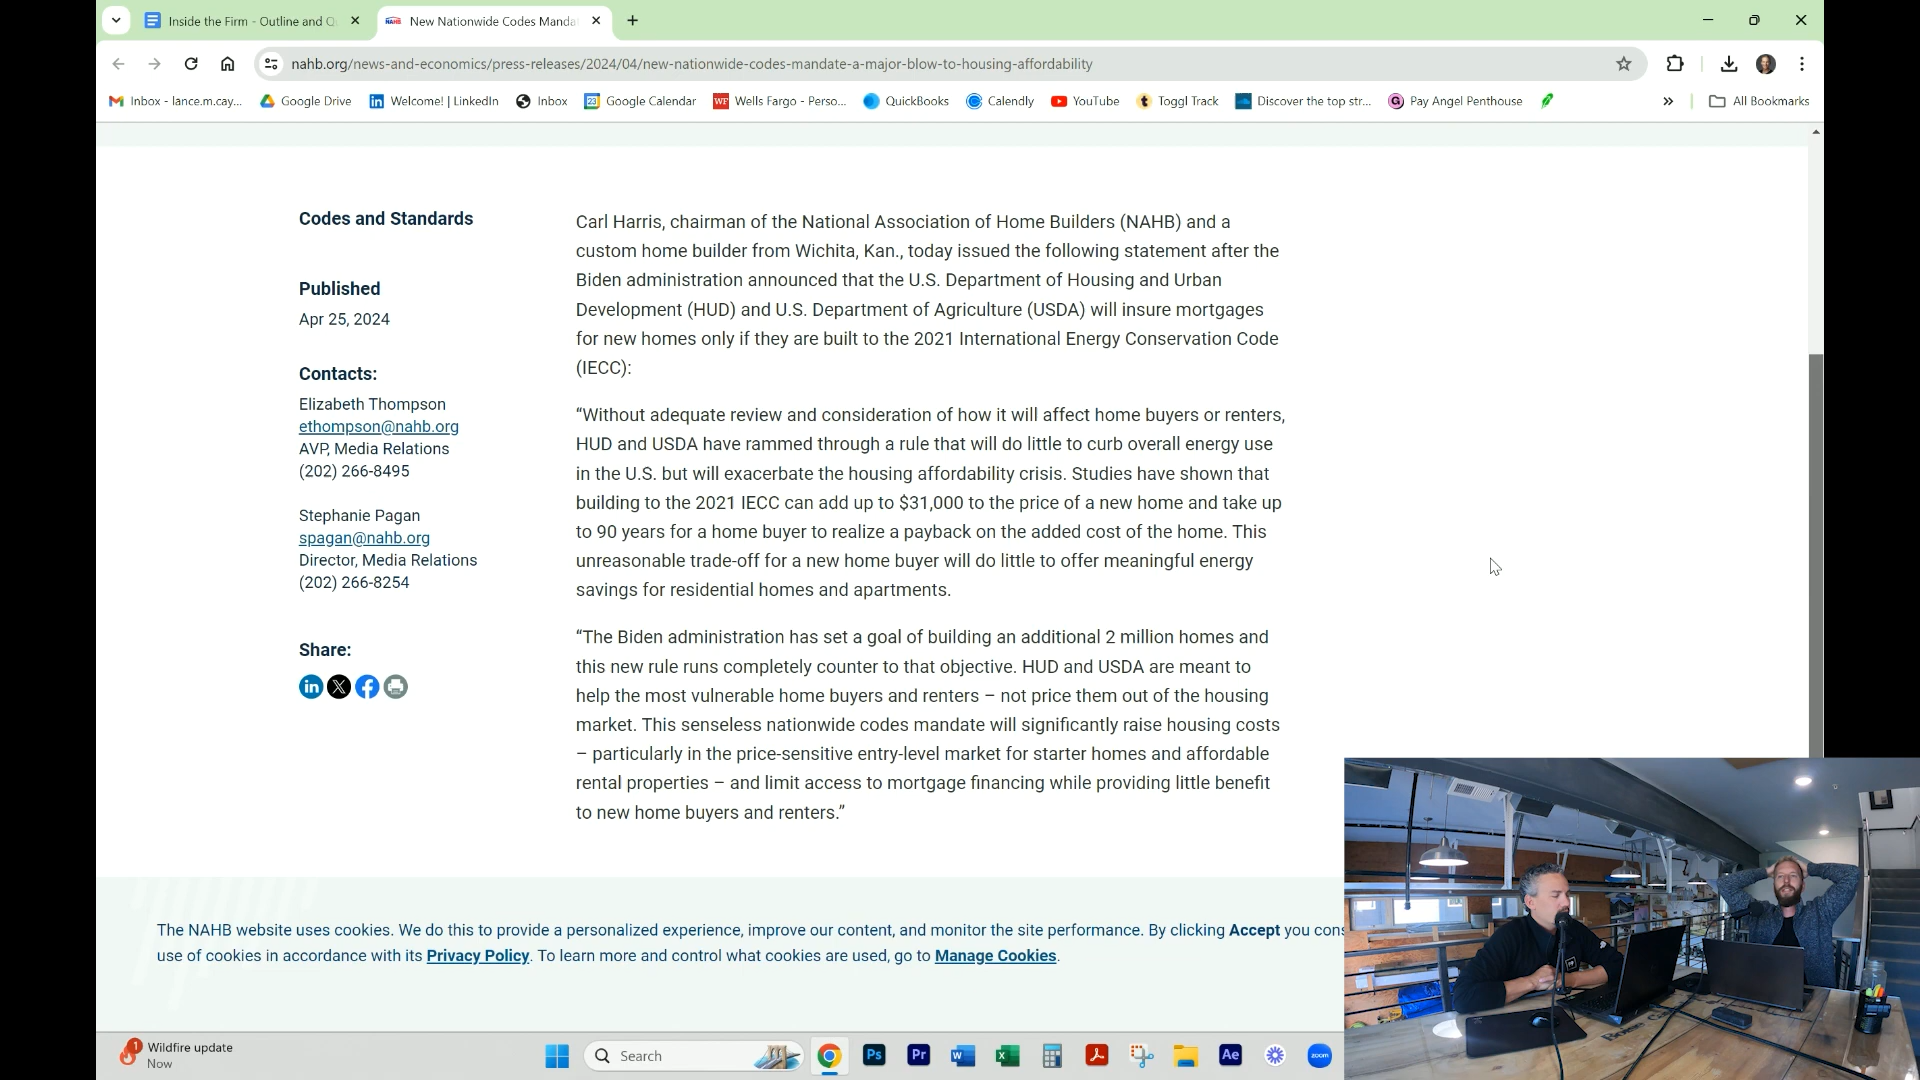 Inside the Firm - Outline and Q
New Nationwide Codes Manda
nahb.org/news-and-economics/press-releases/2024/04/new-nationwide-codes-mandate-a-major-blow-to-housing-affordability
Inbox - lance.m.cay... Google Drive Welcome! | LinkedIn Inbox Google Calendar Wells Fargo - Perso... QuickBooks Calendly YouTube Toggl Track Discover the top str... Pay Angel Penthouse » All Bookmarks
Codes and Standards
Published
Apr 25, 2024
Contacts:
Elizabeth Thompson
ethompson@nahb.org
AVP, Media Relations
(202) 266-8495
Stephanie Pagan
spagan@nahb.org
Director, Media Relations
(202) 266-8254
Share:
Carl Harris, chairman of the National Association of Home Builders (NAHB) and a
custom home builder from Wichita, Kan., today issued the following statement after the
Biden administration announced that the U.S. Department of Housing and Urban
Development (HUD) and U.S. Department of Agriculture (USDA) will insure mortgages
for new homes only if they are built to the 2021 International Energy Conservation Code
(IECC):
“Without adequate review and consideration of how it will affect home buyers or renters,
HUD and USDA have rammed through a rule that will do little to curb overall energy use
in the U.S. but will exacerbate the housing affordability crisis. Studies have shown that
building to the 2021 IECC can add up to $31,000 to the price of a new home and take up
to 90 years for a home buyer to realize a payback on the added cost of the home. This
unreasonable trade-off for a new home buyer will do little to offer meaningful energy
savings for residential homes and apartments.
“The Biden administration has set a goal of building an additional 2 million homes and
this new rule runs completely counter to that objective. HUD and USDA are meant to
help the most vulnerable home buyers and renters – not price them out of the housing
market. This senseless nationwide codes mandate will significantly raise housing costs
– particularly in the price-sensitive entry-level market for starter homes and affordable
rental properties – and limit access to mortgage financing while providing little benefit
to new home buyers and renters.”
The NAHB website uses cookies. We do this to provide a personalized experience, improve our content, and monitor the site performance. By clicking Accept you cons
use of cookies in accordance with its Privacy Policy. To learn more and control what cookies are used, go to Manage Cookies.
1
Wildfire update
Now
Search
Ps Pr W X Ae zoom